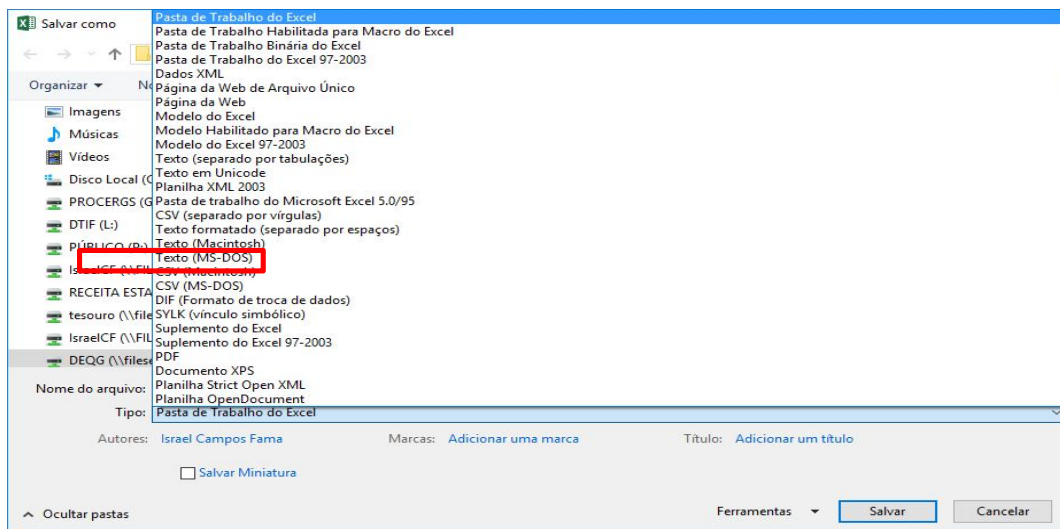 Salvar como
Pasta de Trabalho do Excel
Pasta de Trabalho Habilitada para Macro do Excel
Pasta de Trabalho Binária do Excel
Pasta de Trabalho do Excel 97-2003
Dados XML
Organizar
Página da Web de Arquivo Único
Página da Web
Imagens
Modelo do Excel
Modelo Habilitado para Macro do Excel
Músicas
Modelo do Excel 97-2003
Vídeos
Texto (separado por tabulações)
Texto em Unicode
Disco Local (C
Planilha XML 2003
PROCERGS (G
Pasta de trabalho do Microsoft Excel 5.0/95
CSV (separado por vírgulas)
DTIF (L:)
Texto formatado (separado por espaços)
PÚBLICO (P:)
Texto (Macintosh)
Texto (MS-DOS)
IsraelCF (\\FIL
CSV (Macintosh)
RECEITA ESTA
CSV (MS-DOS)
DIF (Formato de troca de dados)
tesouro (\\file
SYLK (vínculo simbólico)
Suplemento do Excel
IsraelCF (\\FIL
Suplemento do Excel 97-2003
DEQG (\\filese
PDF
Documento XPS
Nome do arquivo:
Planilha Strict Open XML
Planilha OpenDocument
Tipo: Pasta de Trabalho do Excel
Autores: Israel Campos Fama Marcas: Adicionar uma marca Título: Adicionar um título
Salvar Miniatura
Ocultar pastas Ferramentas Salvar Cancelar